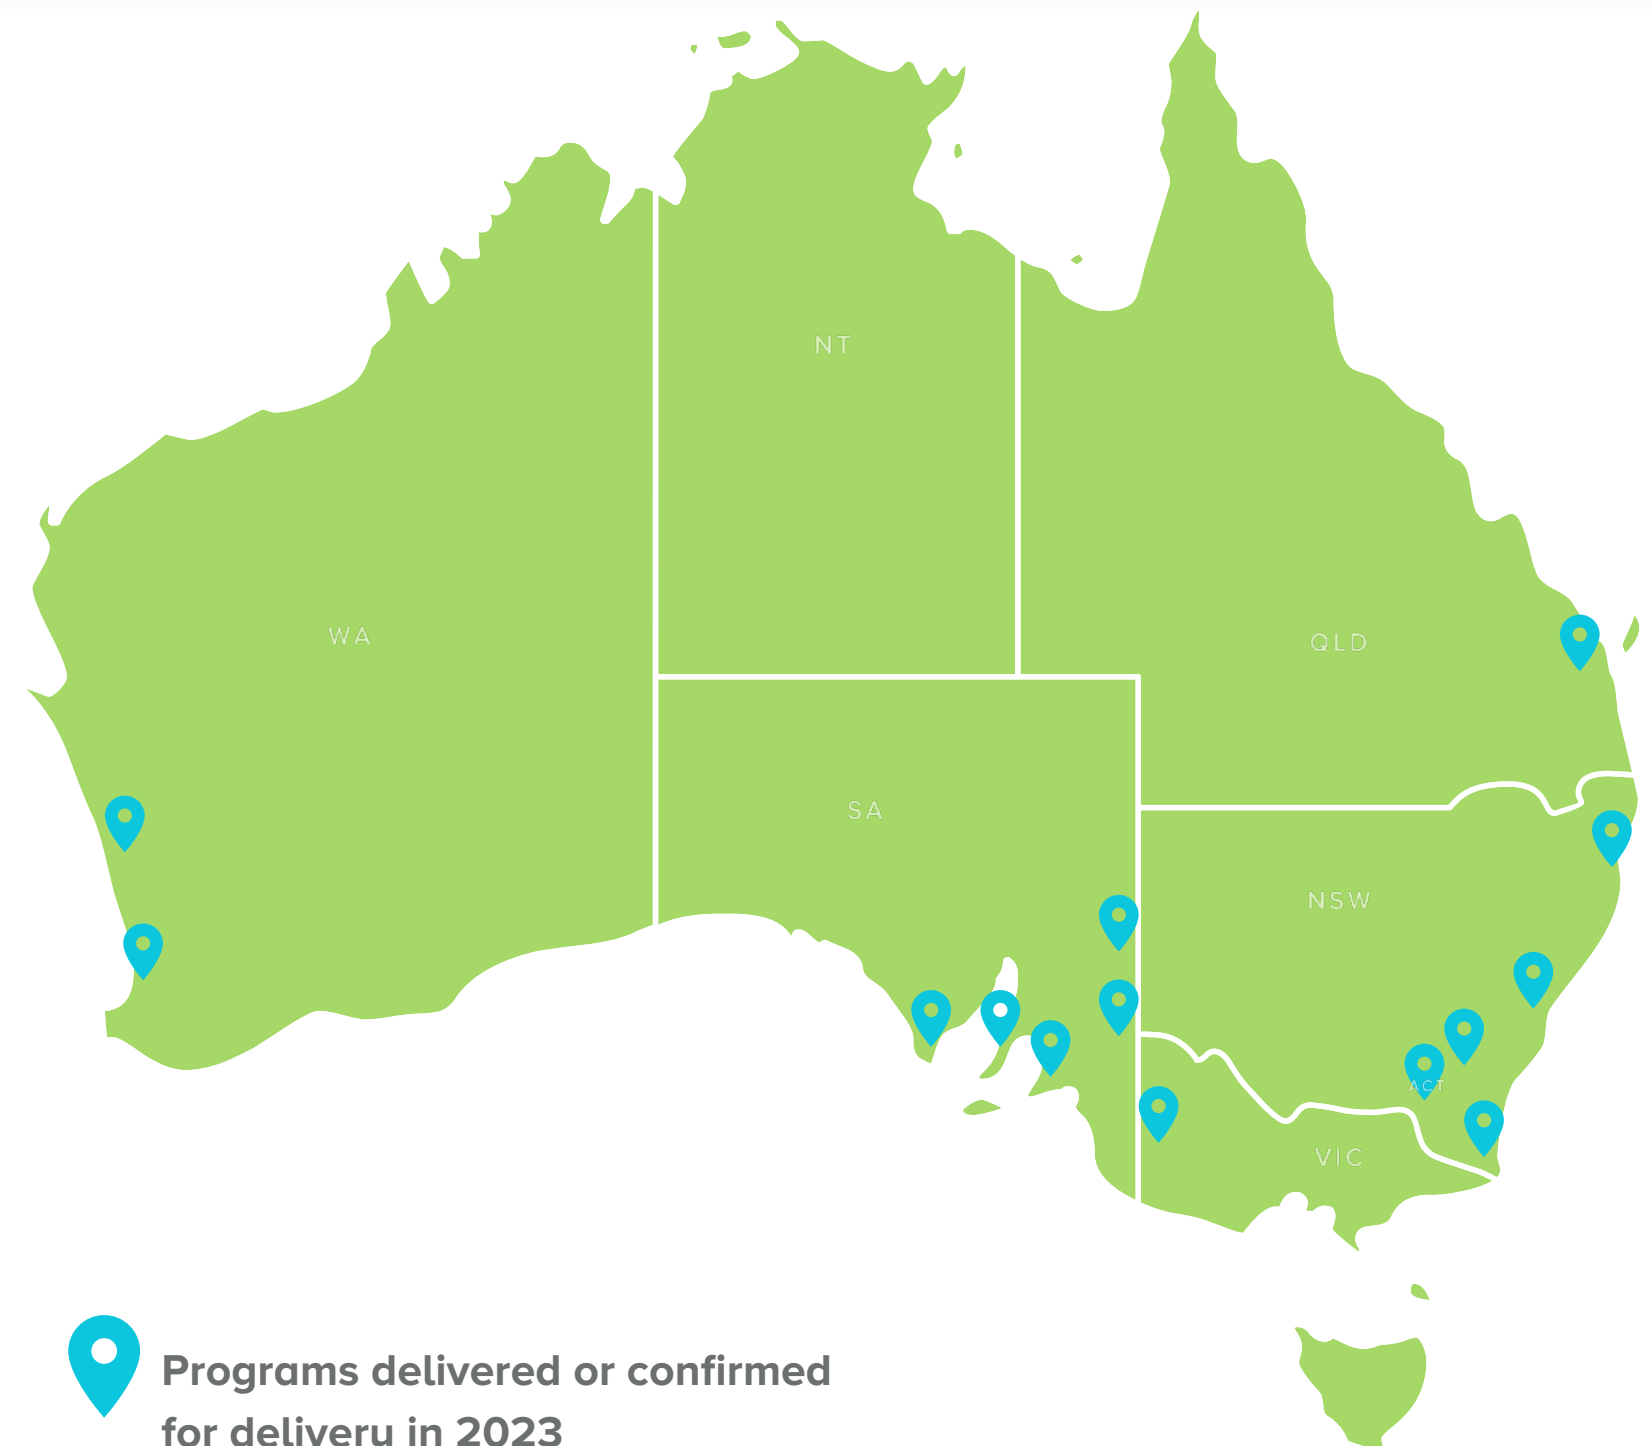 NT
WA
QLD
SA
NSW
ACT
VIC
Programs delivered or confirmed
for delivery in 2023